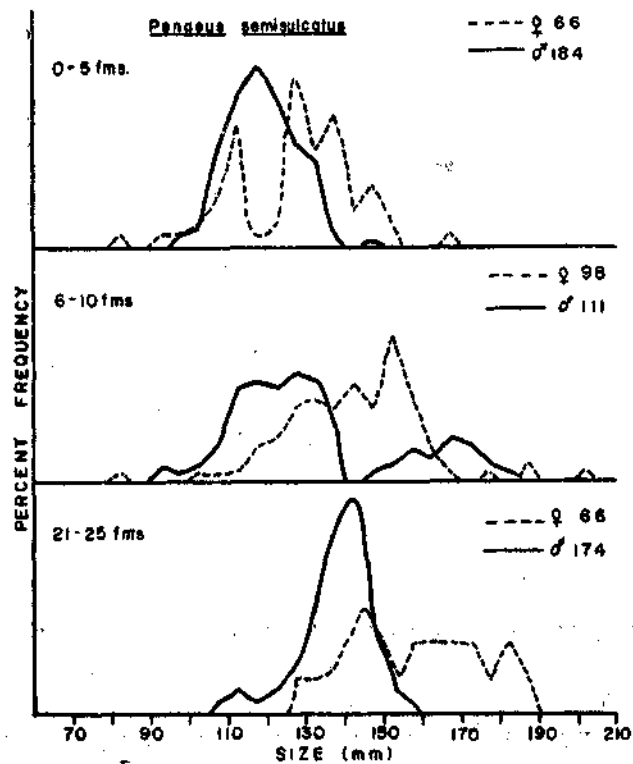 Penaeus semisulcatus
♀ 66
♂ 184
0-5 fms.
♀ 98
♂ 111
6-10 fms
♀ 66
♂ 174
21-25 fms
PERCENT FREQUENCY
70 90 110 130 150 170 190 210
SIZE (mm)